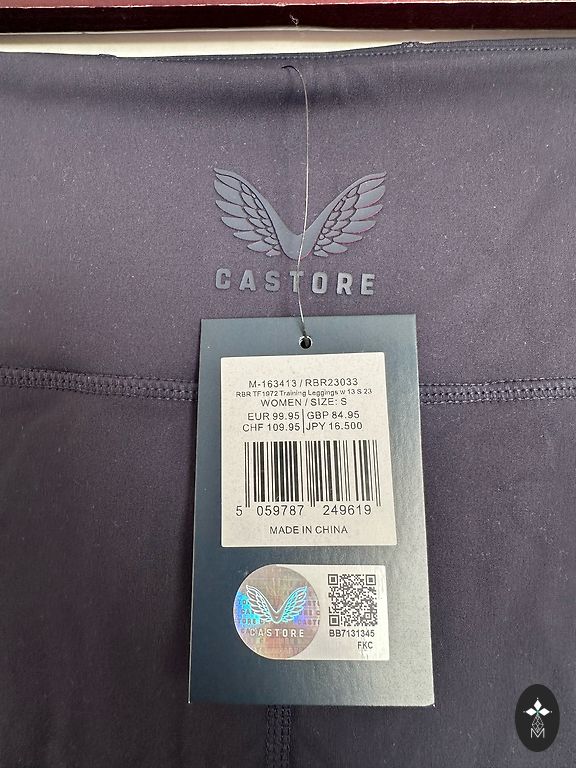 CASTORE
M-163413 / RBR23033
RBR TF1972 Training Leggings w 13 S 23
WOMEN / SIZE: S
EUR 99.95 GBP 84.95
CHF 109.95 JPY 16.500
5 059787 249619
MADE IN CHINA
CASTORE
BB7131345
FKC
M